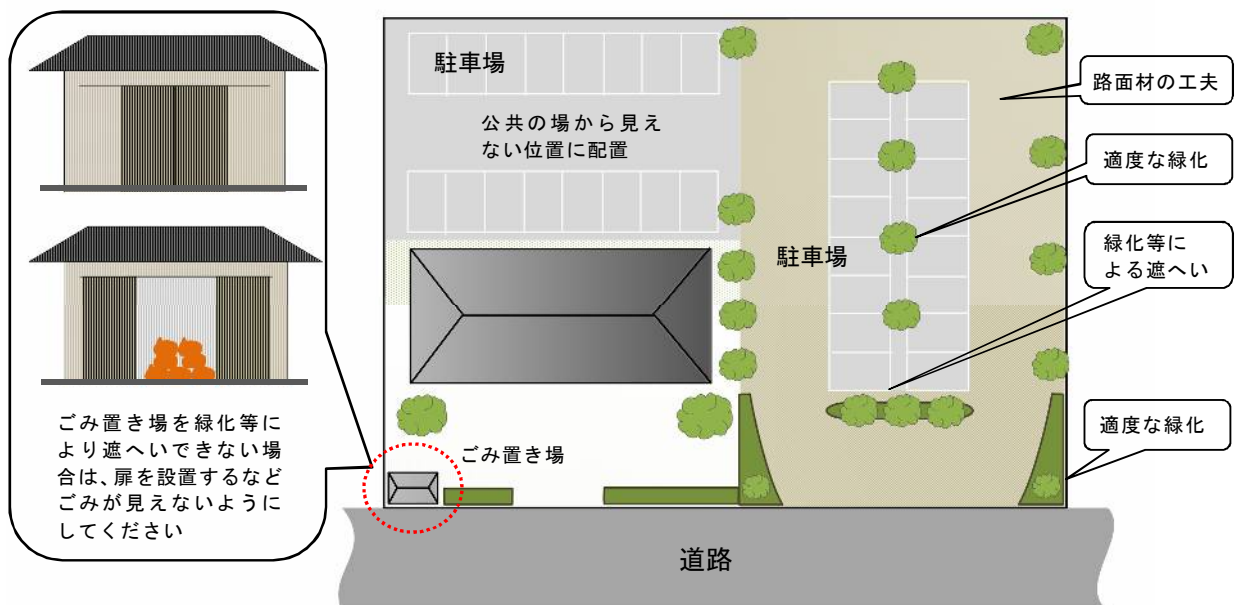 ごみ置き場を緑化等に
より遮へいできない場
合は、扉を設置するなど
ごみが見えないように
してください
駐車場
公共の場から見え
ない位置に配置
駐車場
ごみ置き場
道路
路面材の工夫
適度な緑化
緑化等に
よる遮へい
適度な緑化